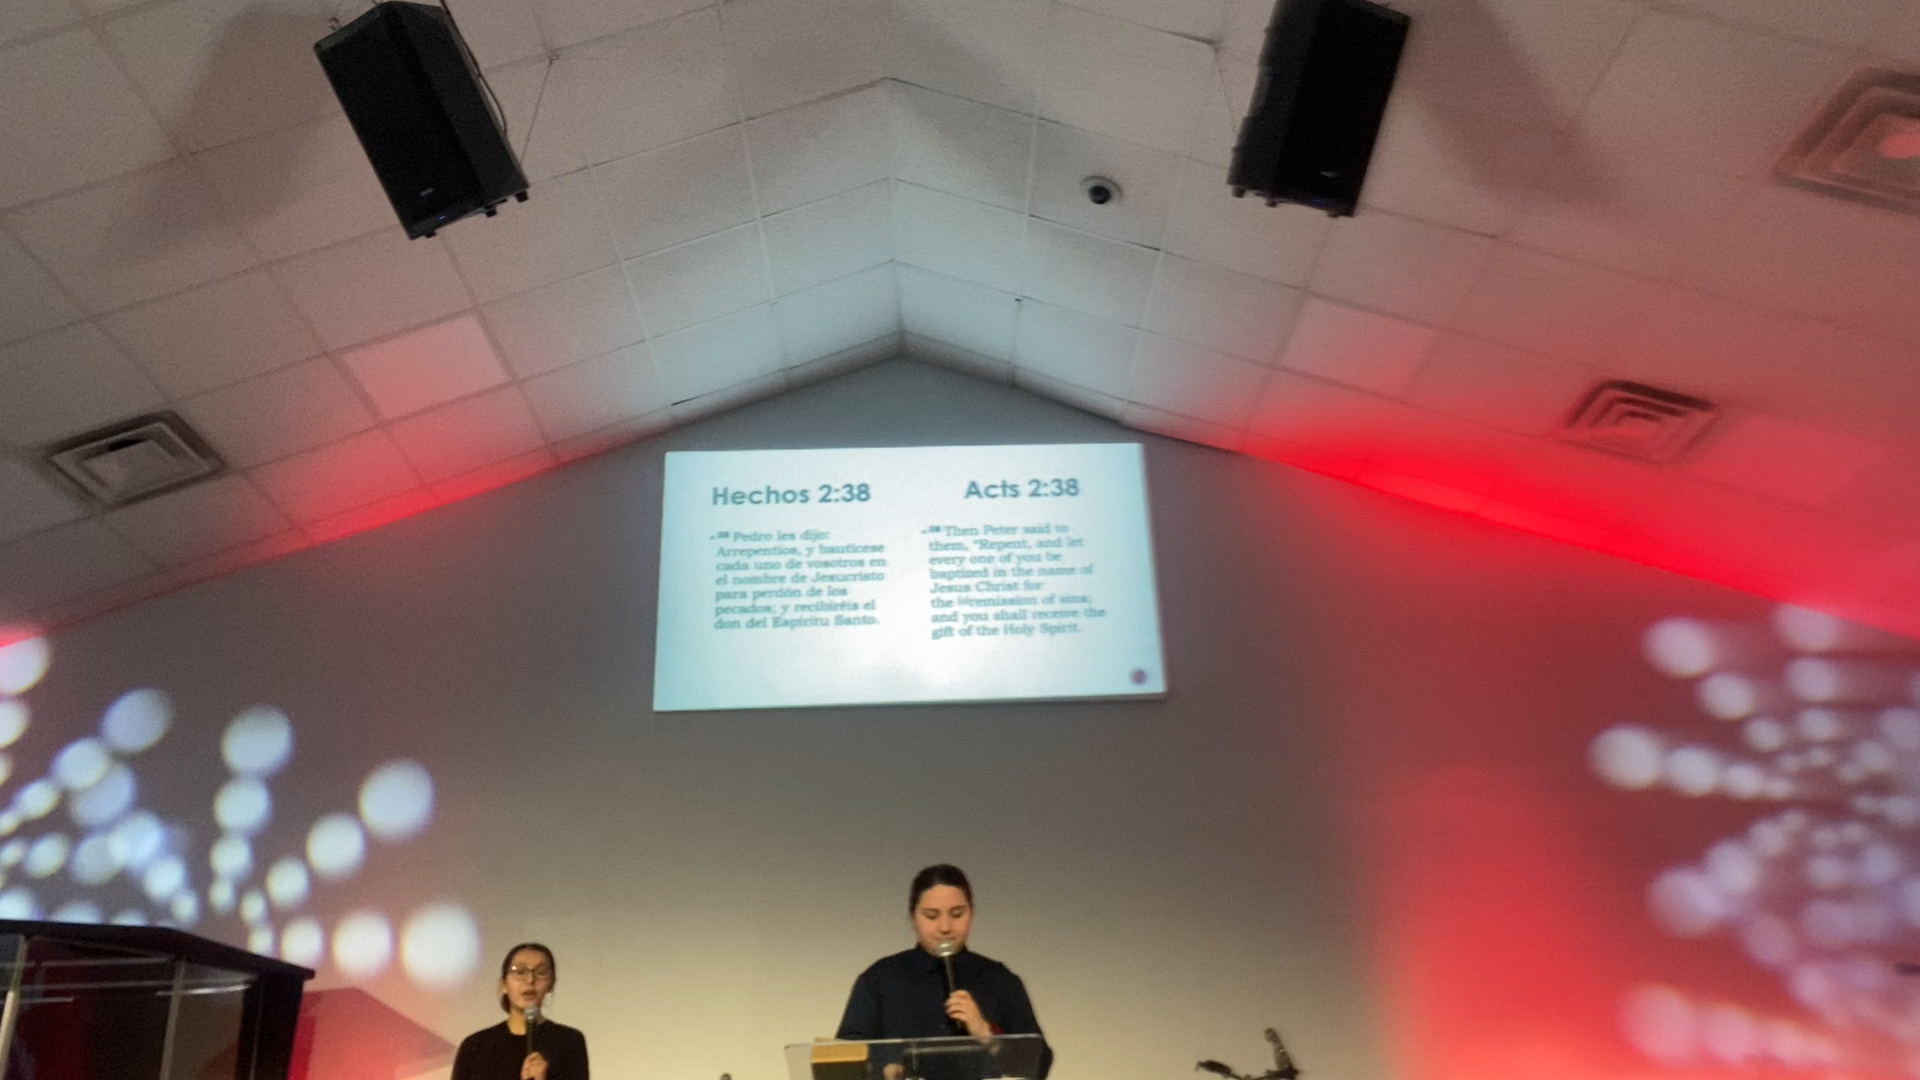 Hechos 2:38
38 Pedro les dijo:
Arrepentíos, y bautícese
cada uno de vosotros en
el nombre de Jesucristo
para perdón de los
pecados; y recibiréis el
don del Espíritu Santo.
Acts 2:38
38 Then Peter said to
them, "Repent, and let
every one of you be
baptized in the name of
Jesus Christ for
the remission of sins;
and you shall receive the
gift of the Holy Spirit.